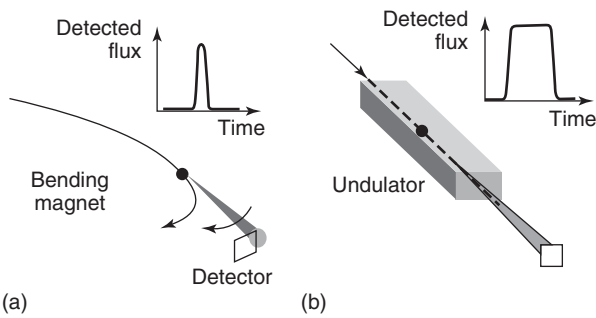 Detected
flux
Time
Bending
magnet
Detector
(a)
Detected
flux
Time
Undulator
(b)